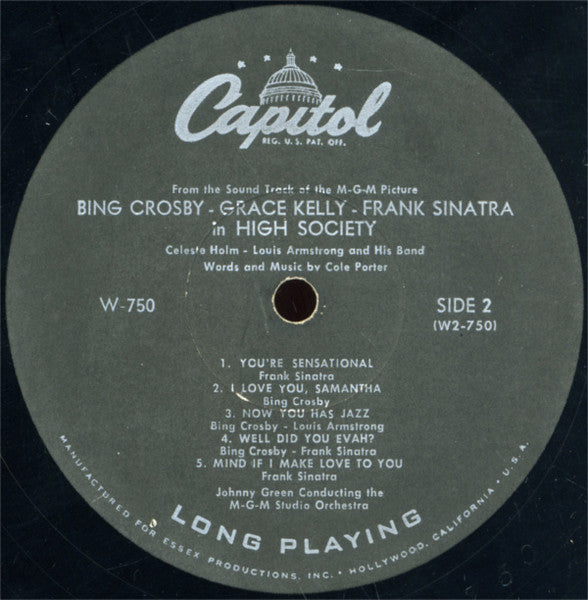 Capitol
REG. U.S. PAT. OFF.
From the Sound Track of the M-G-M Picture
BING CROSBY - GRACE KELLY - FRANK SINATRA
in HIGH SOCIETY
Celeste Holm - Louis Armstrong and His Band
Words and Music by Cole Porter
W-750
SIDE 2
(W2-750)
1. YOU'RE SENSATIONAL
Frank Sinatra
2. I LOVE YOU, SAMANTHA
Bing Crosby
3. NOW YOU HAS JAZZ
Bing Crosby - Louis Armstrong
4. WELL DID YOU EVAH?
Bing Crosby - Frank Sinatra
5. MIND IF I MAKE LOVE TO YOU
Frank Sinatra
Johnny Green Conducting the
M-G-M Studio Orchestra
LONG PLAYING
MANUFACTURED FOR ESSEX PRODUCTIONS, INC. • HOLLYWOOD, CALIFORNIA • U.S.A.